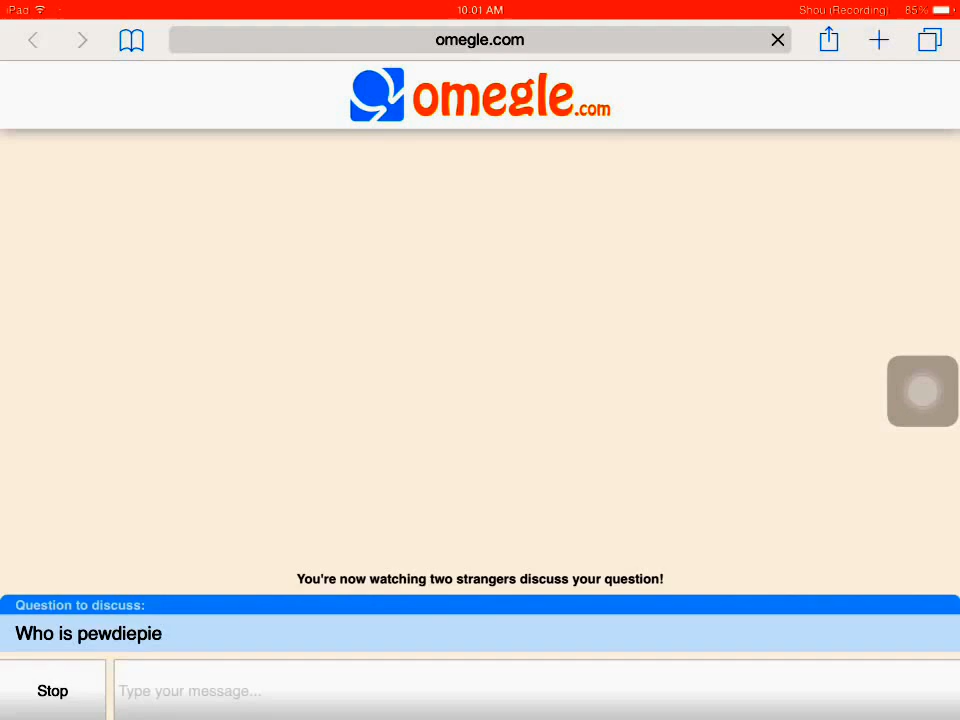 iPad 10:01 AM Shou (Recording) 85%
omegle.com
omegle.com
You're now watching two strangers discuss your question!
Question to discuss:
Who is pewdiepie
Stop Type your message...